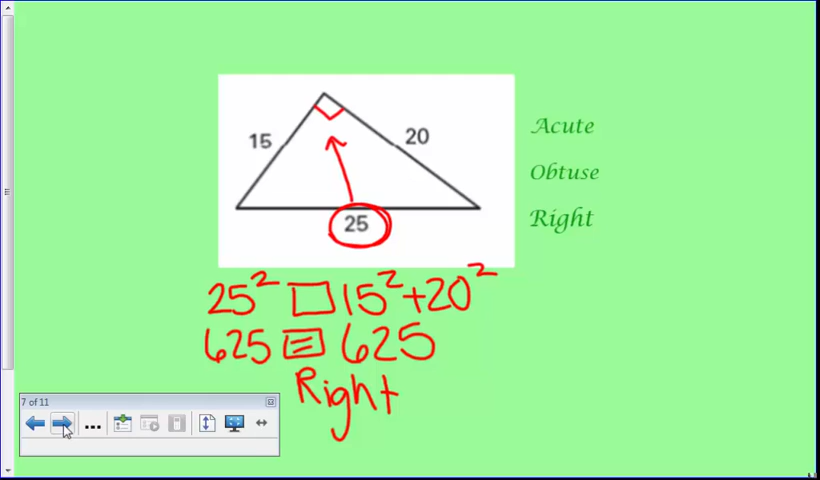 15
20
25
Acute
Obtuse
Right
25² □ 15²+20²
625 = 625
Right
7 of 11
...